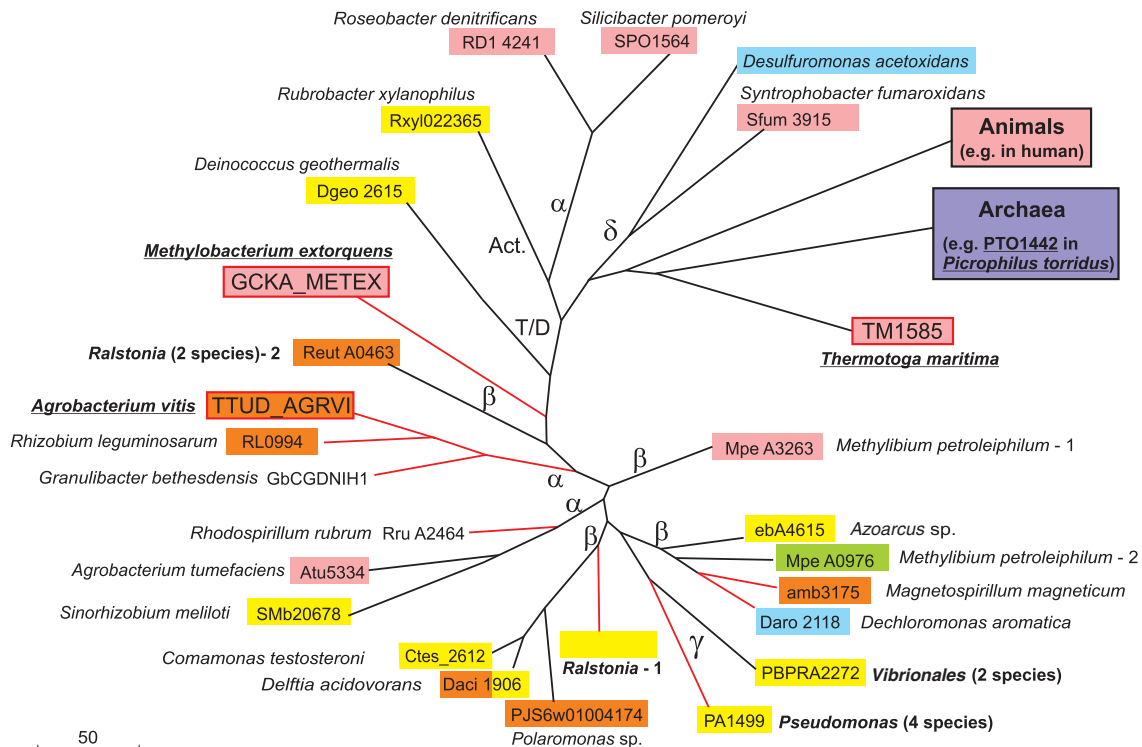 Roseobacter denitrificans
RD1 4241
Silicibacter pomeroyi
SPO1564
Desulfuromonas acetoxidans
Rubrobacter xylanophilus
Rxyl022365
Syntrophobacter fumaroxidans
Sfum 3915
Animals
(e.g. in human)
Deinococcus geothermalis
Dgeo 2615
α
δ
Act.
Archaea
(e.g. PTO1442 in
Picrophilus torridus)
Methylobacterium extorquens
GCKA_METEX
T/D
TM1585
Thermotoga maritima
Ralstonia (2 species)- 2
Reut A0463
β
Agrobacterium vitis
TTUD_AGRVI
Rhizobium leguminosarum
RL0994
Granulibacter bethesdensis
GbCGDNIH1
α
β
Mpe A3263
Methylibium petroleiphilum - 1
α
Rhodospirillum rubrum
Rru A2464
β
β
ebA4615
Azoarcus sp.
Agrobacterium tumefaciens
Atu5334
Mpe A0976
Methylibium petroleiphilum - 2
amb3175
Magnetospirillum magneticum
Sinorhizobium meliloti
SMb20678
Daro 2118
Dechloromonas aromatica
γ
Comamonas testosteroni
Ctes_2612
Ralstonia - 1
PBPRA2272
Vibrionales (2 species)
Delftia acidovorans
Daci 1906
PJS6w01004174
Polaromonas sp.
PA1499
Pseudomonas (4 species)
50